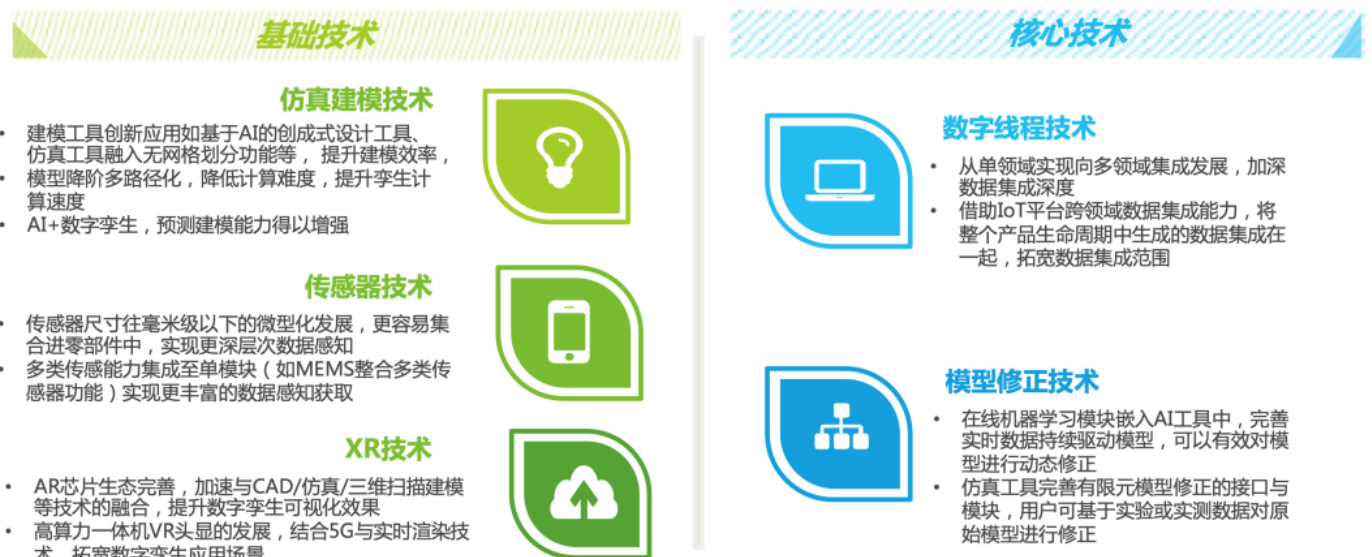 基础技术
仿真建模技术
• 建模工具创新应用如基于AI的创成式设计工具、
仿真工具融入无网格划分功能等，提升建模效率，
• 模型降阶多路径化，降低计算难度，提升孪生计
算速度
• AI+数字孪生，预测建模能力得以增强
传感器技术
• 传感器尺寸往毫米级以下的微型化发展，更容易集
合进零部件中，实现更深层次数据感知
• 多类传感能力集成至单模块（如MEMS整合多类传
感器功能）实现更丰富的数据感知获取
XR技术
• AR芯片生态完善，加速与CAD/仿真/三维扫描建模
等技术的融合，提升数字孪生可视化效果
• 高算力一体机VR头显的发展，结合5G与实时渲染技
术，拓宽数字孪生应用场景
核心技术
数字线程技术
• 从单领域实现向多领域集成发展，加深
数据集成深度
• 借助IoT平台跨领域数据集成能力，将
整个产品生命周期中生成的数据集成在
一起，拓宽数据集成范围
模型修正技术
• 在线机器学习模块嵌入AI工具中，完善
实时数据持续驱动模型，可以有效对模
型进行动态修正
• 仿真工具完善有限元模型修正的接口与
模块，用户可基于实验或实测数据对原
始模型进行修正